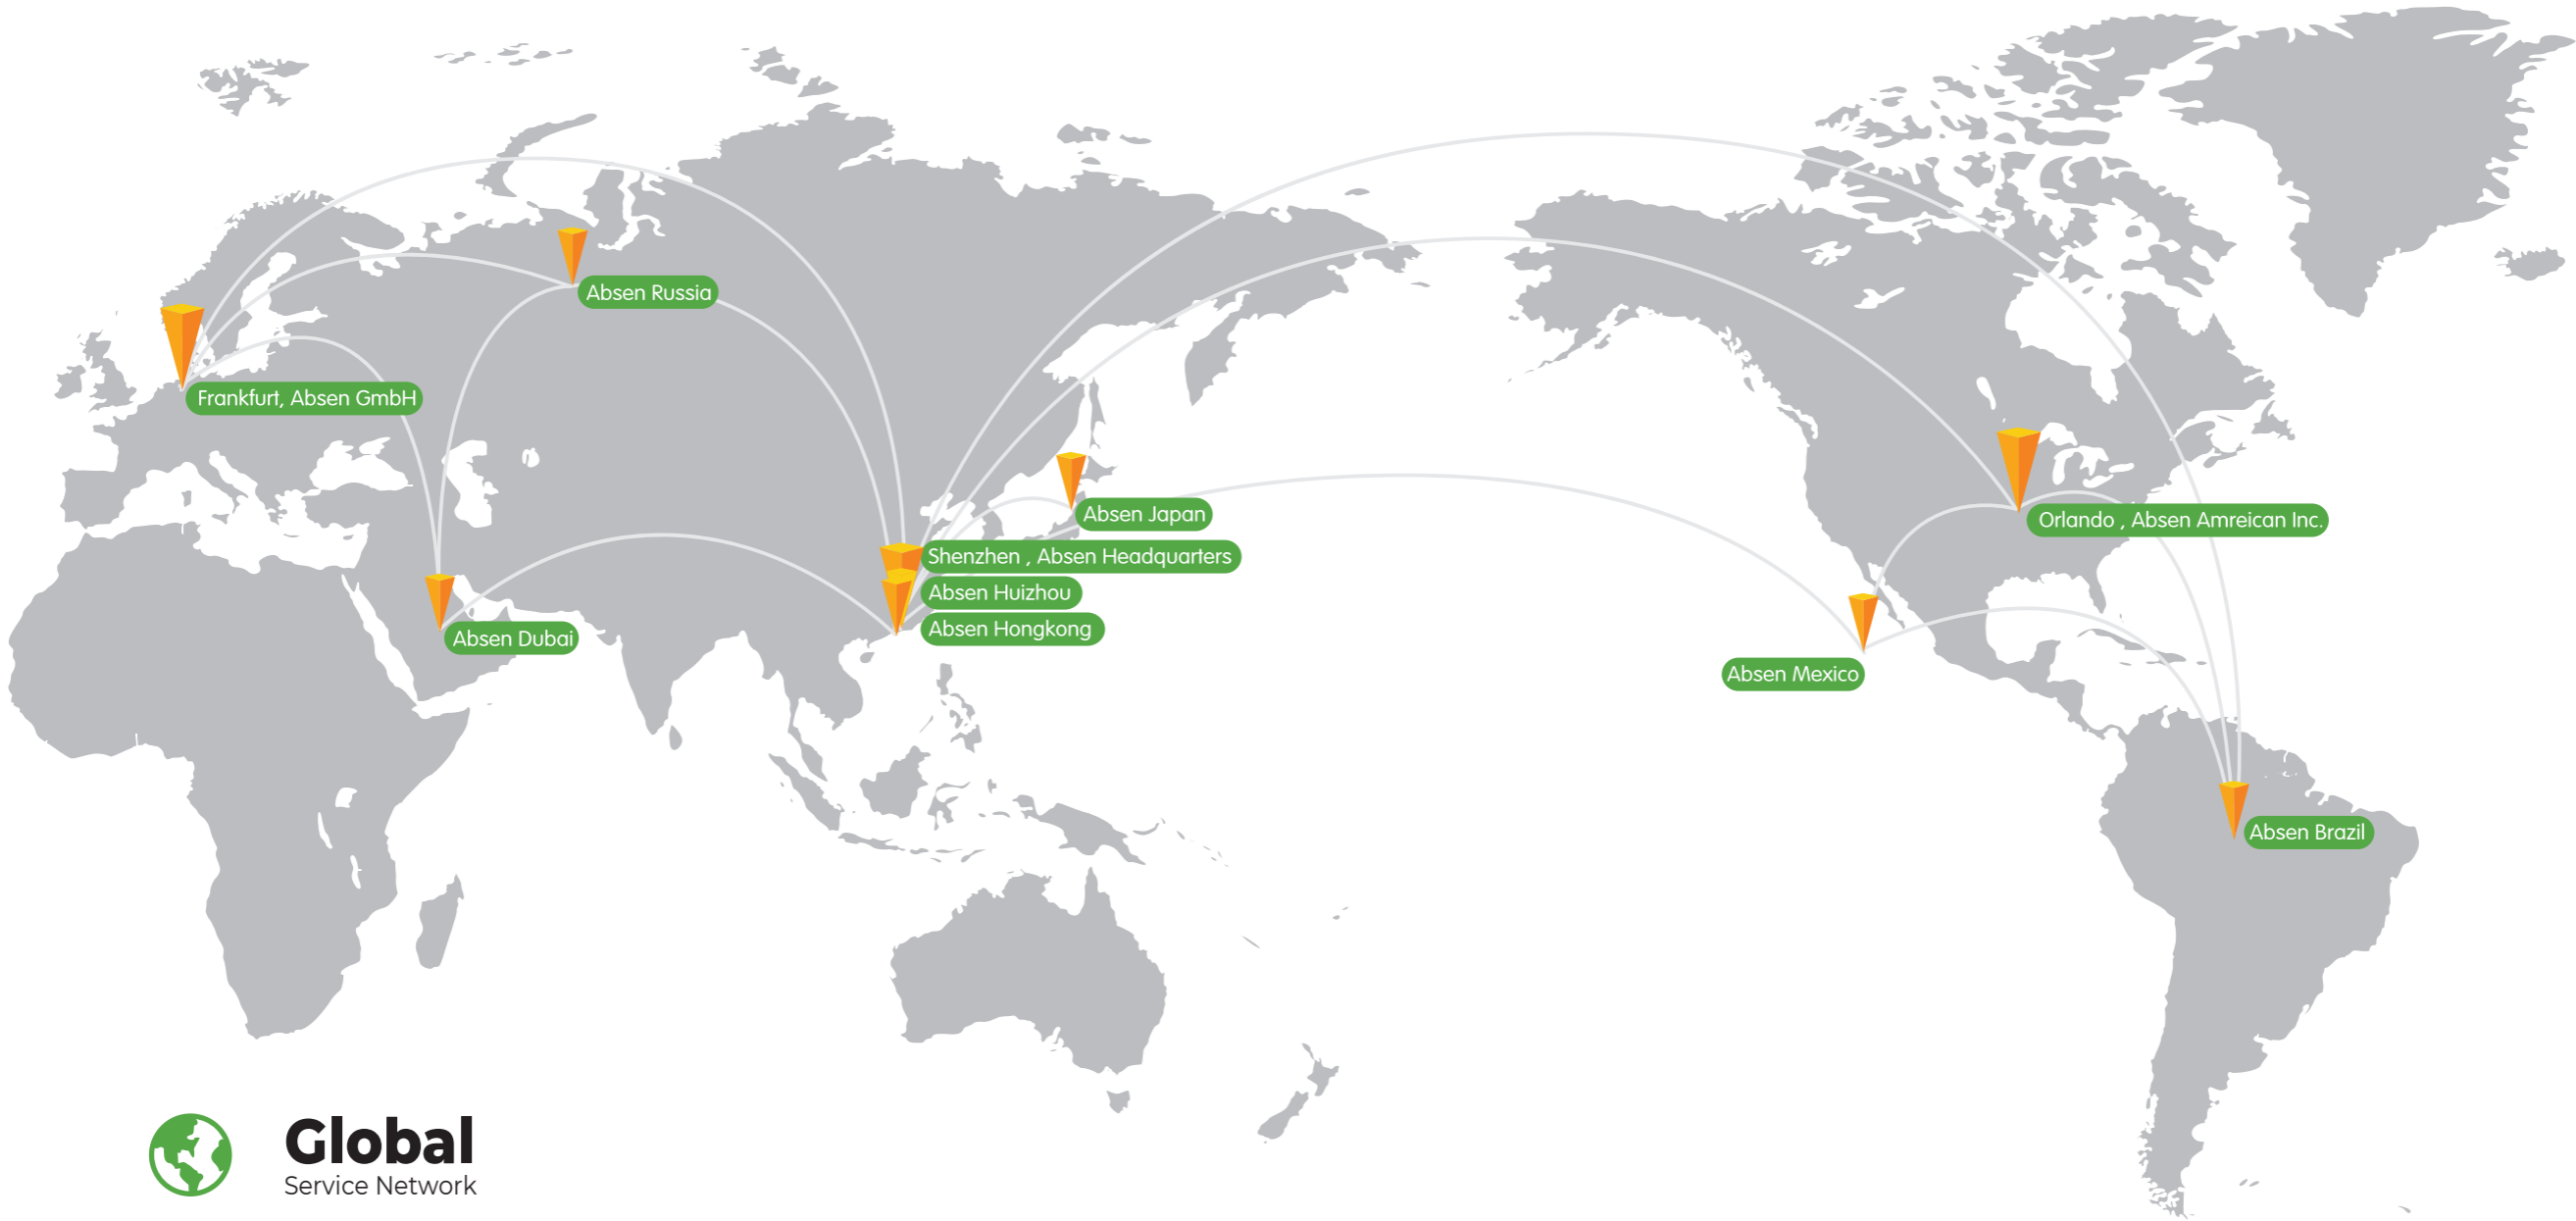 Absen Russia
Frankfurt, Absen GmbH
Absen Japan
Orlando , Absen Amreican Inc.
Shenzhen , Absen Headquarters
Absen Huizhou
Absen Hongkong
Absen Dubai
Absen Mexico
Absen Brazil
Global
Service Network